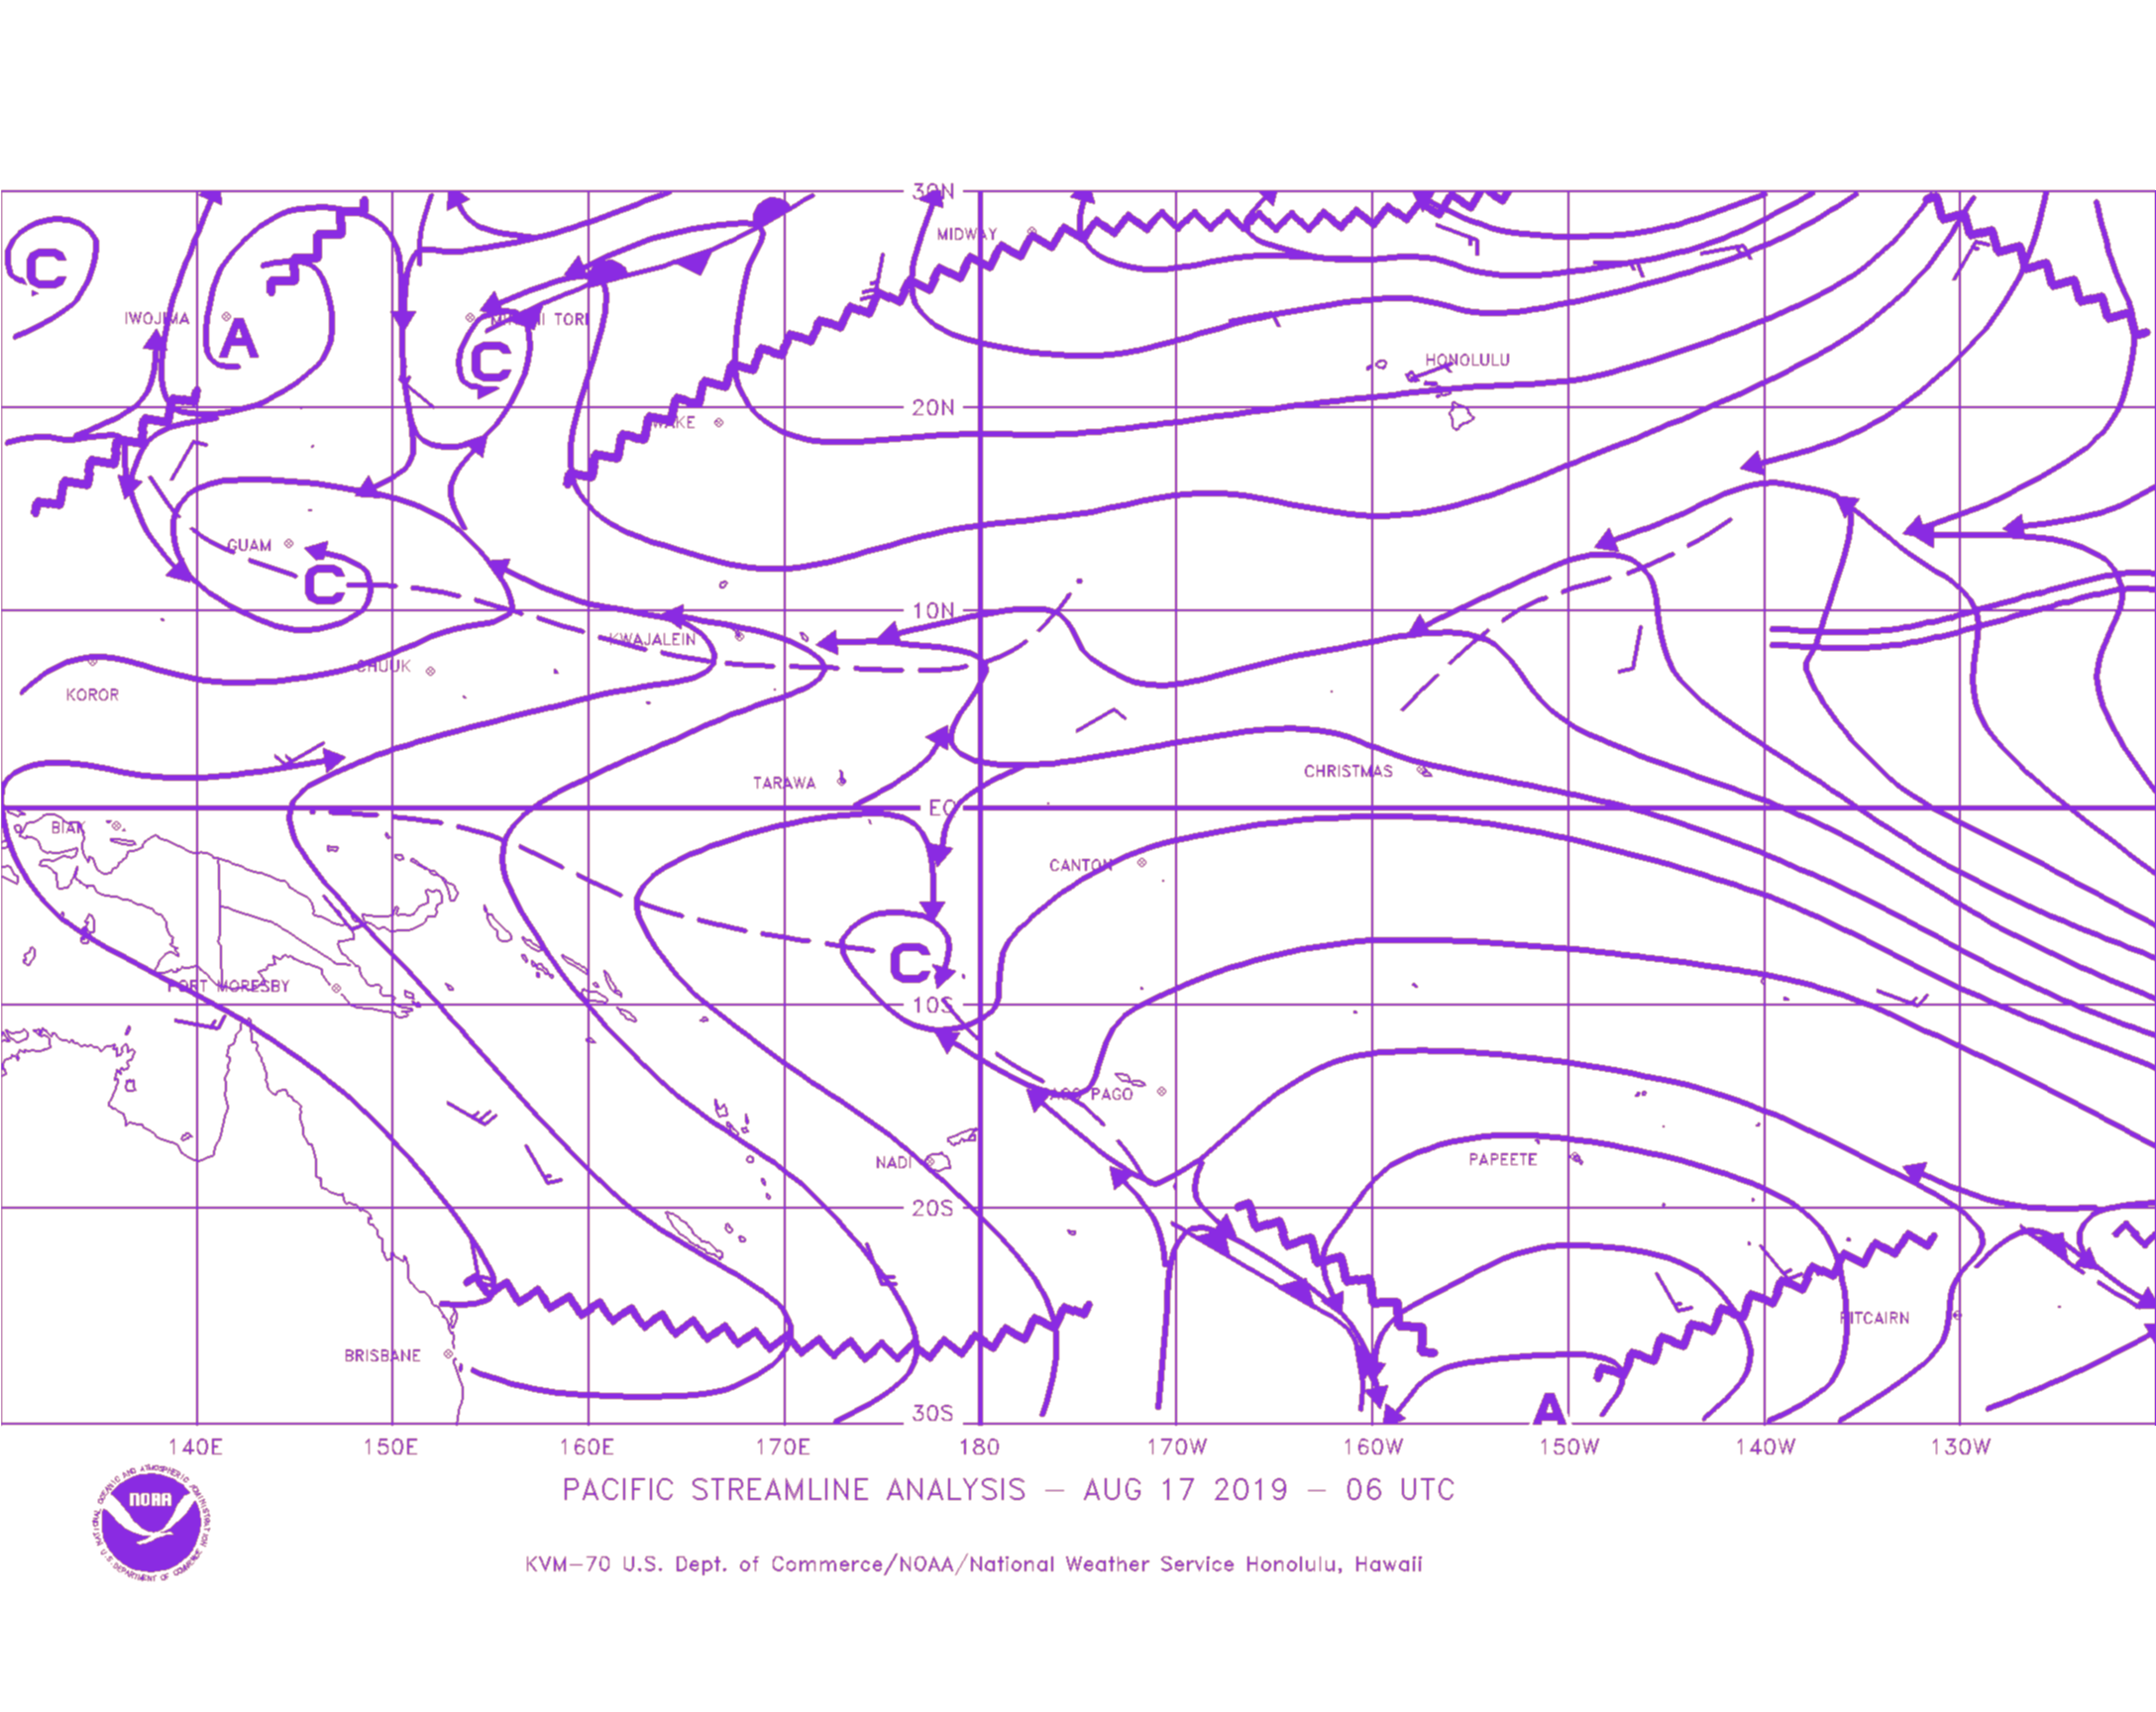 30N
MIDWAY
C
IWOJIMA
A
TORI
C
HONOLULU
20N
WAKE
GUAM
C
10N
KWAJALEIN
CHUUK
KOROR
TARAWA
CHRISTMAS
EQ
BIAK
CANTON
C
PORT MORESBY
10S
PAGO PAGO
NADI
PAPEETE
20S
PITCAIRN
BRISBANE
A
30S
140E 150E 160E 170E 180 170W 160W 150W 140W 130W
PACIFIC STREAMLINE ANALYSIS – AUG 17 2019 – 06 UTC
NOAA
NATIONAL OCEANIC AND ATMOSPHERIC ADMINISTRATION
U.S. DEPARTMENT OF COMMERCE
KVM–70 U.S. Dept. of Commerce/NOAA/National Weather Service Honolulu, Hawaii